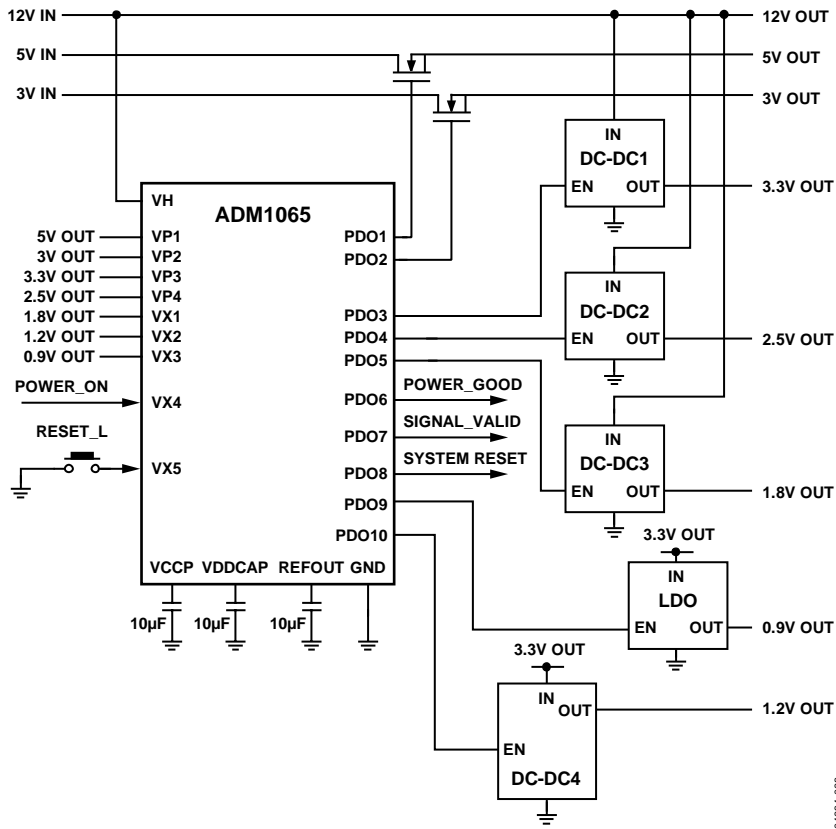 12V IN
12V OUT
5V IN
5V OUT
3V IN
3V OUT
IN
DC-DC1
EN OUT
3.3V OUT
VH
ADM1065
5V OUT
VP1
PDO1
3V OUT
VP2
PDO2
3.3V OUT
VP3
2.5V OUT
VP4
1.8V OUT
VX1
PDO3
1.2V OUT
VX2
PDO4
0.9V OUT
VX3
PDO5
IN
DC-DC2
EN OUT
2.5V OUT
POWER_ON
VX4
PDO6
POWER_GOOD
PDO7
SIGNAL_VALID
RESET_L
VX5
PDO8
SYSTEM RESET
PDO9
PDO10
IN
DC-DC3
EN OUT
1.8V OUT
VCCP VDDCAP REFOUT GND
10µF 10µF 10µF
3.3V OUT
IN
LDO
EN OUT
0.9V OUT
3.3V OUT
IN
OUT
1.2V OUT
EN
DC-DC4